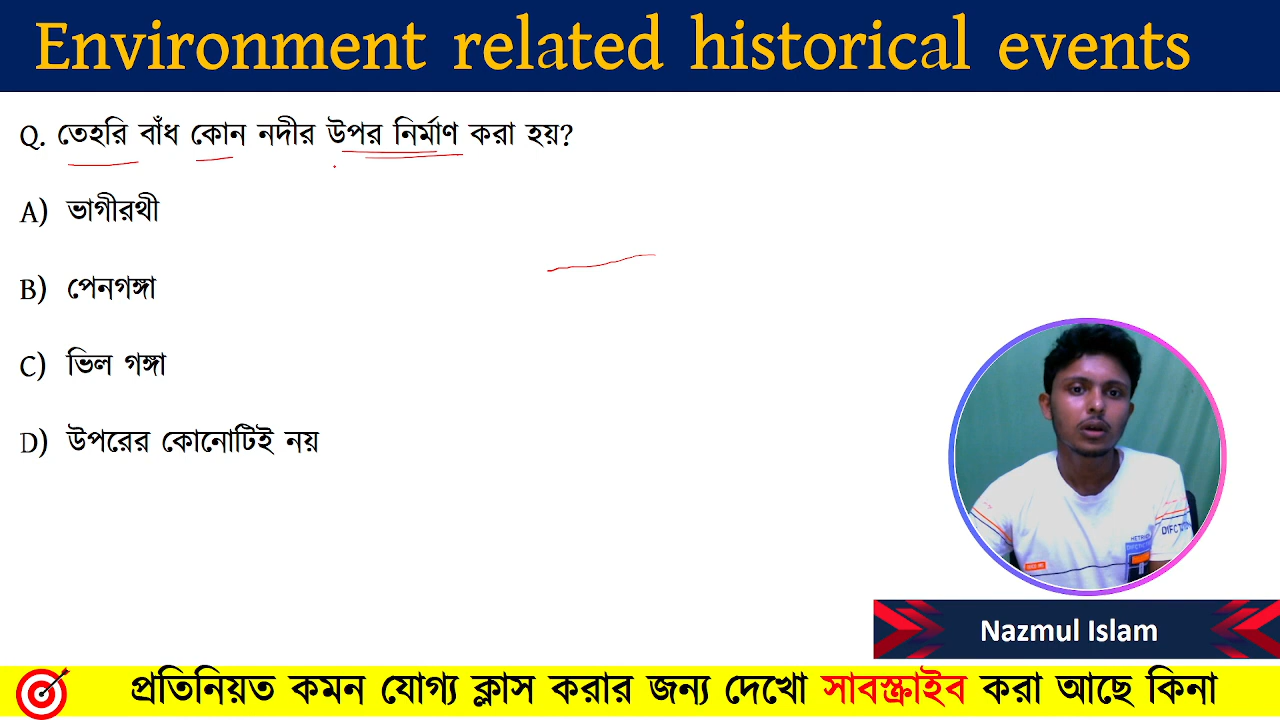 Environment related historical events
Q. তেহরি বাঁধ কোন নদীর উপর নির্মাণ করা হয়?
A) ভাগীরথী
B) পেনগঙ্গা
C) ভিল গঙ্গা
D) উপরের কোনোটিই নয়
Nazmul Islam
প্রতিনিয়ত কমন যোগ্য ক্লাস করার জন্য দেখো সাবস্ক্রাইব করা আছে কিনা